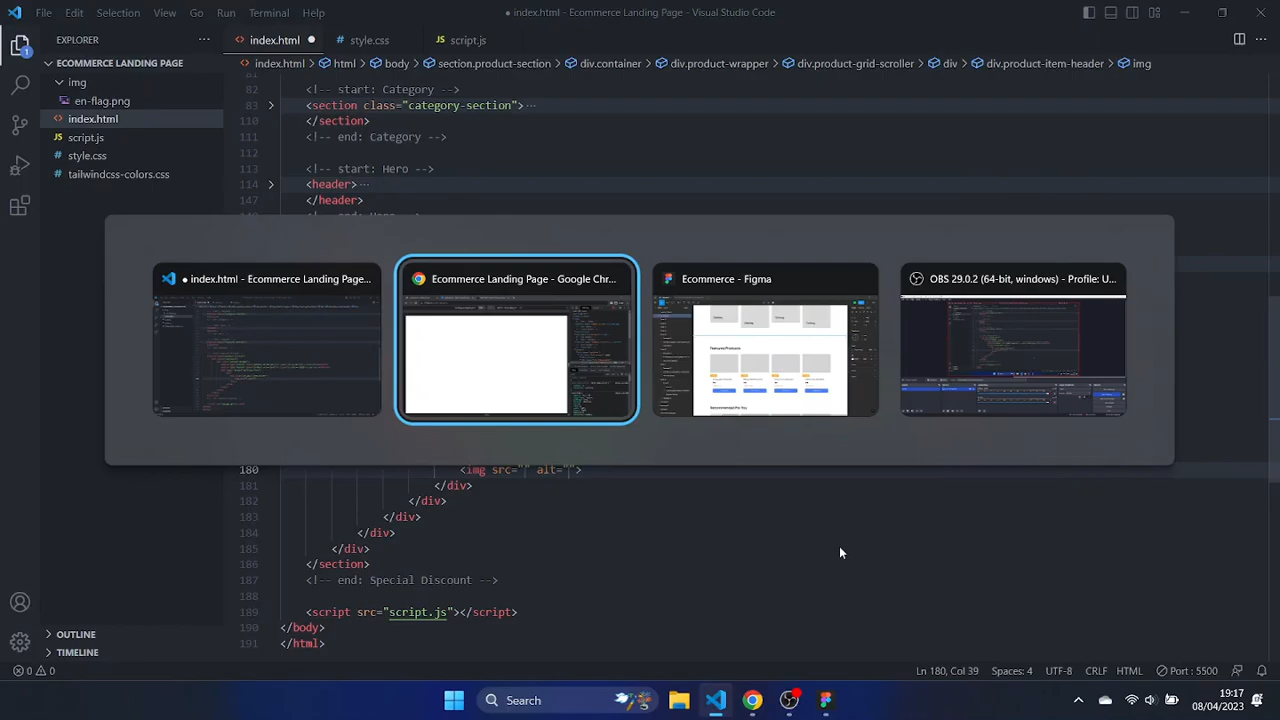 File Edit Selection View Go Run Terminal Help
● index.html - Ecommerce Landing Page - Visual Studio Code
EXPLORER
index.html
style.css
script.js
ECOMMERCE LANDING PAGE
index.html > html > body > section.product-section > div.container > div.product-wrapper > div.product-grid-scroller > div > div.product-item-header > img
img
en-flag.png
index.html
script.js
style.css
tailwindcss-colors.css
82 <!-- start: Category -->
83 <section class="category-section">…
110 </section>
111 <!-- end: Category -->
112
113 <!-- start: Hero -->
114 <header>…
147 </header>
● index.html - Ecommerce Landing Page...
Ecommerce Landing Page - Google Chr...
Ecommerce - Figma
OBS 29.0.2 (64-bit, windows) - Profile: U...
180 <img src="" alt="">
181 </div>
182 </div>
183 </div>
184 </div>
185 </div>
186 </section>
187 <!-- end: Special Discount -->
188
189 <script src="script.js"></script>
190 </body>
191 </html>
OUTLINE
TIMELINE
0 0
Ln 180, Col 39 Spaces: 4 UTF-8 CRLF HTML Port : 5500
Search
19:17
08/04/2023